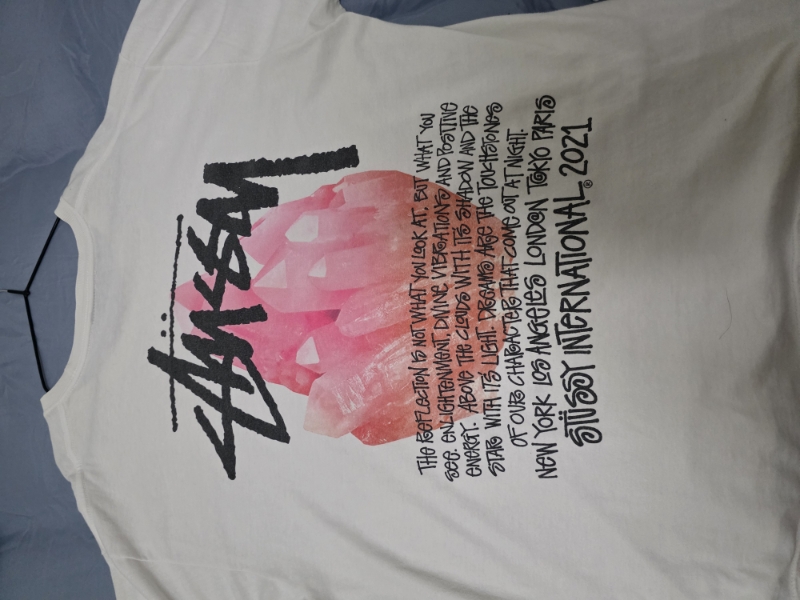 Stüssy
THE REFLECTION IS NOT WHAT YOU LOOK AT, BUT WHAT YOU
SEE. ENLIGHTENMENT, DIVINE VIBRATIONS AND POSITIVE
ENERGY. ABOVE THE CLOUDS WITH ITS SHADOW AND THE
STAR WITH ITS LIGHT. DREAMS ARE THE TOUCHSTONES
OF OUR CHARACTERS THAT COME OUT AT NIGHT.
NEW YORK LOS ANGELES LONDON TOKYO PARIS
STÜSSY INTERNATIONAL® 2021